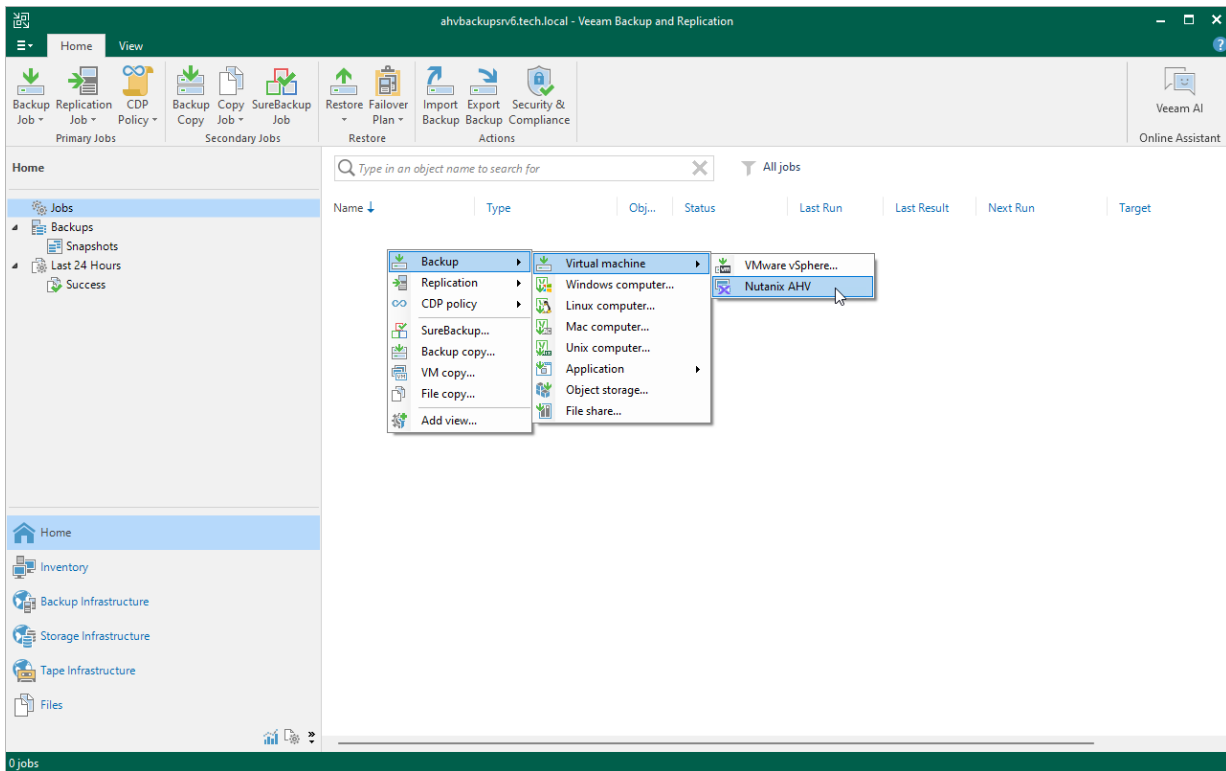 ahvbackupsrv6.tech.local - Veeam Backup and Replication
Home View
Backup Job Replication Job CDP Policy
Primary Jobs
Backup Copy Copy Job SureBackup Job
Secondary Jobs
Restore Failover Plan
Restore
Import Backup Export Backup Security & Compliance
Actions
Veeam AI
Online Assistant
Home
Type in an object name to search for
All jobs
Name Type Obj... Status Last Run Last Result Next Run Target
Jobs
Backups
Snapshots
Last 24 Hours
Success
Backup
Replication
CDP policy
SureBackup...
Backup copy...
VM copy...
File copy...
Add view...
Virtual machine
Windows computer...
Linux computer...
Mac computer...
Unix computer...
Application
Object storage...
File share...
VMware vSphere...
Nutanix AHV
Home
Inventory
Backup Infrastructure
Storage Infrastructure
Tape Infrastructure
Files
0 jobs